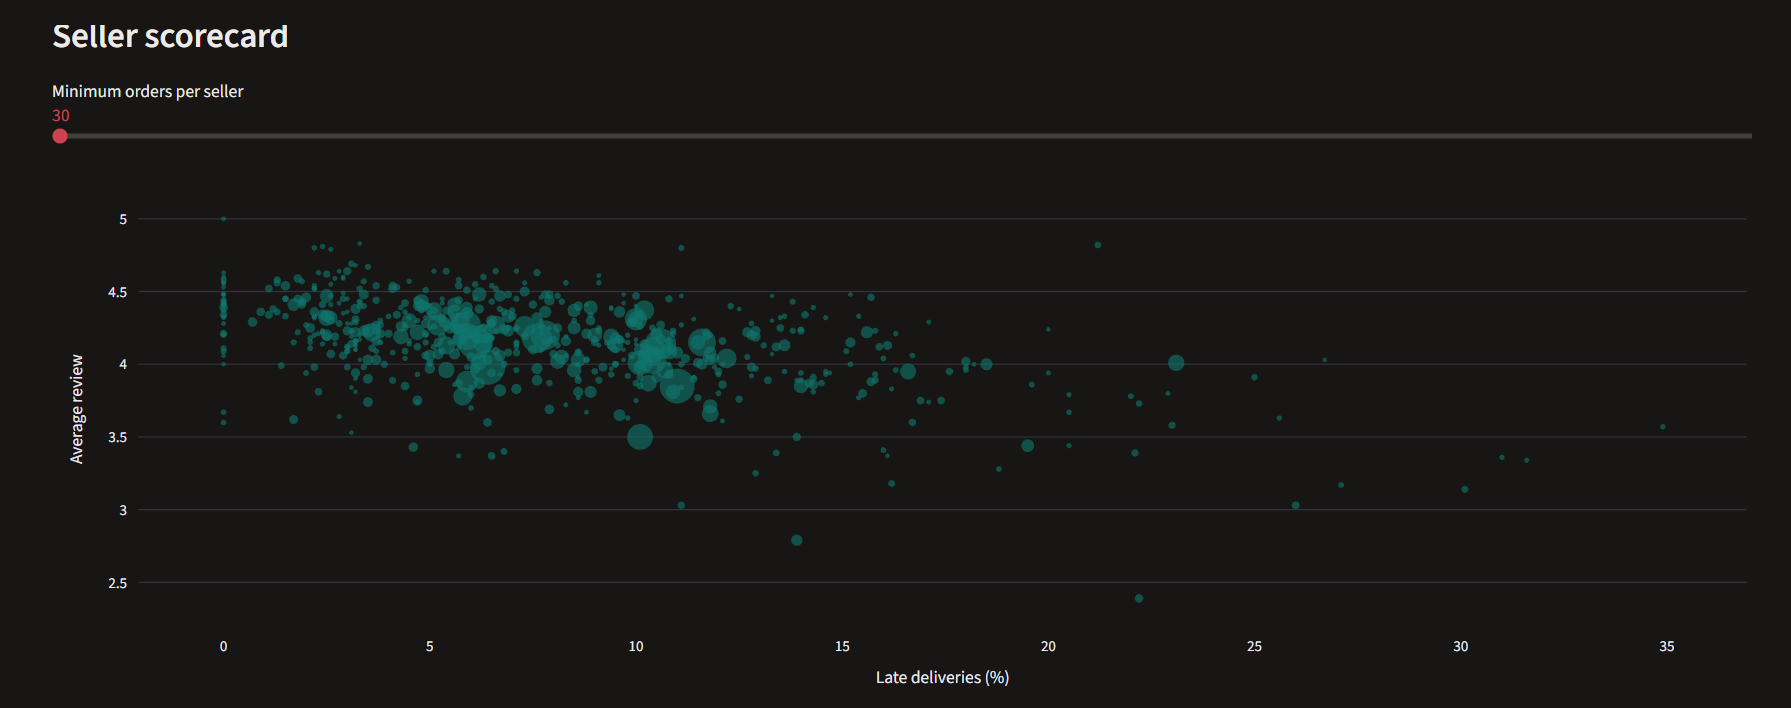 Seller scorecard
Minimum orders per seller
30
5
4.5
4
3.5
3
2.5
Average review
0 5 10 15 20 25 30 35
Late deliveries (%)